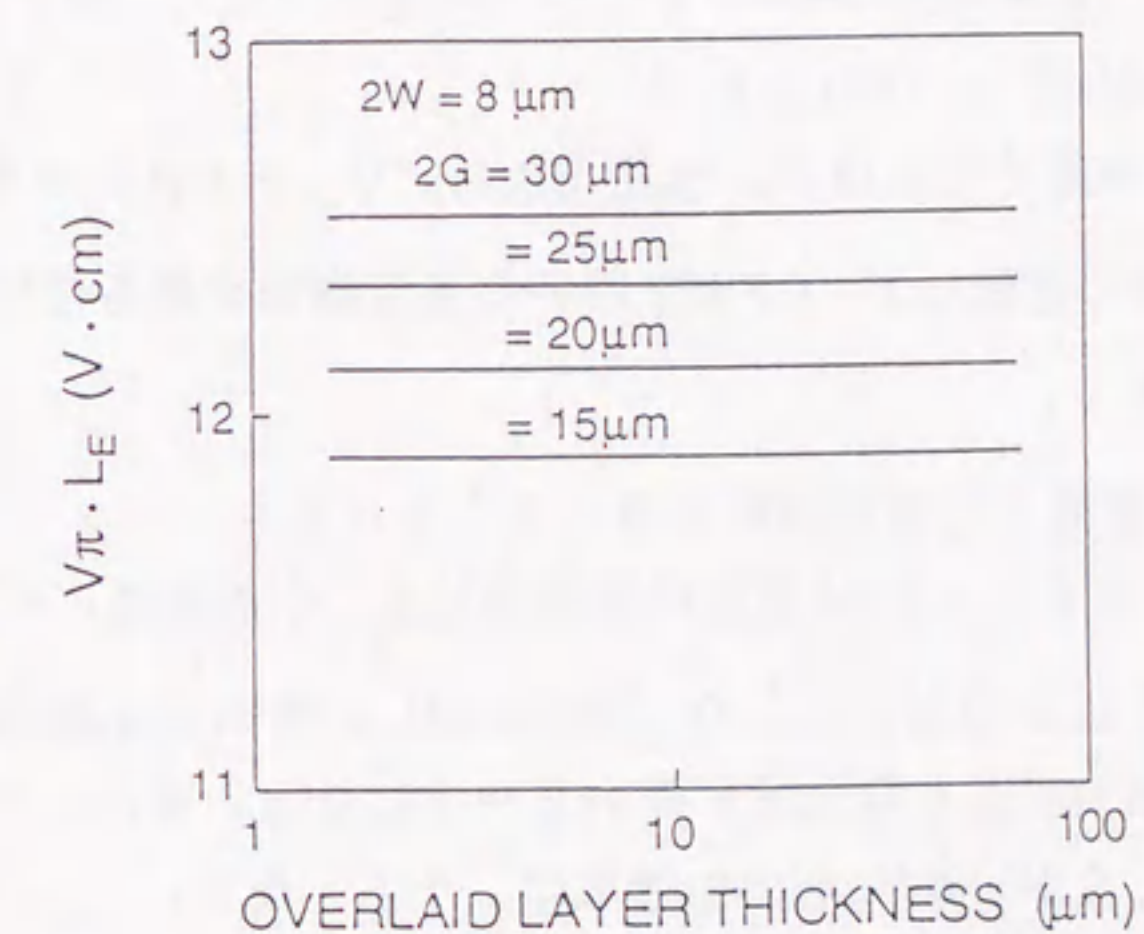 13
2W = 8 μm
2G = 30 μm
= 25μm
= 20μm
12
= 15μm
Vπ · LE (V · cm)
11
1
10
100
OVERLAID LAYER THICKNESS (μm)